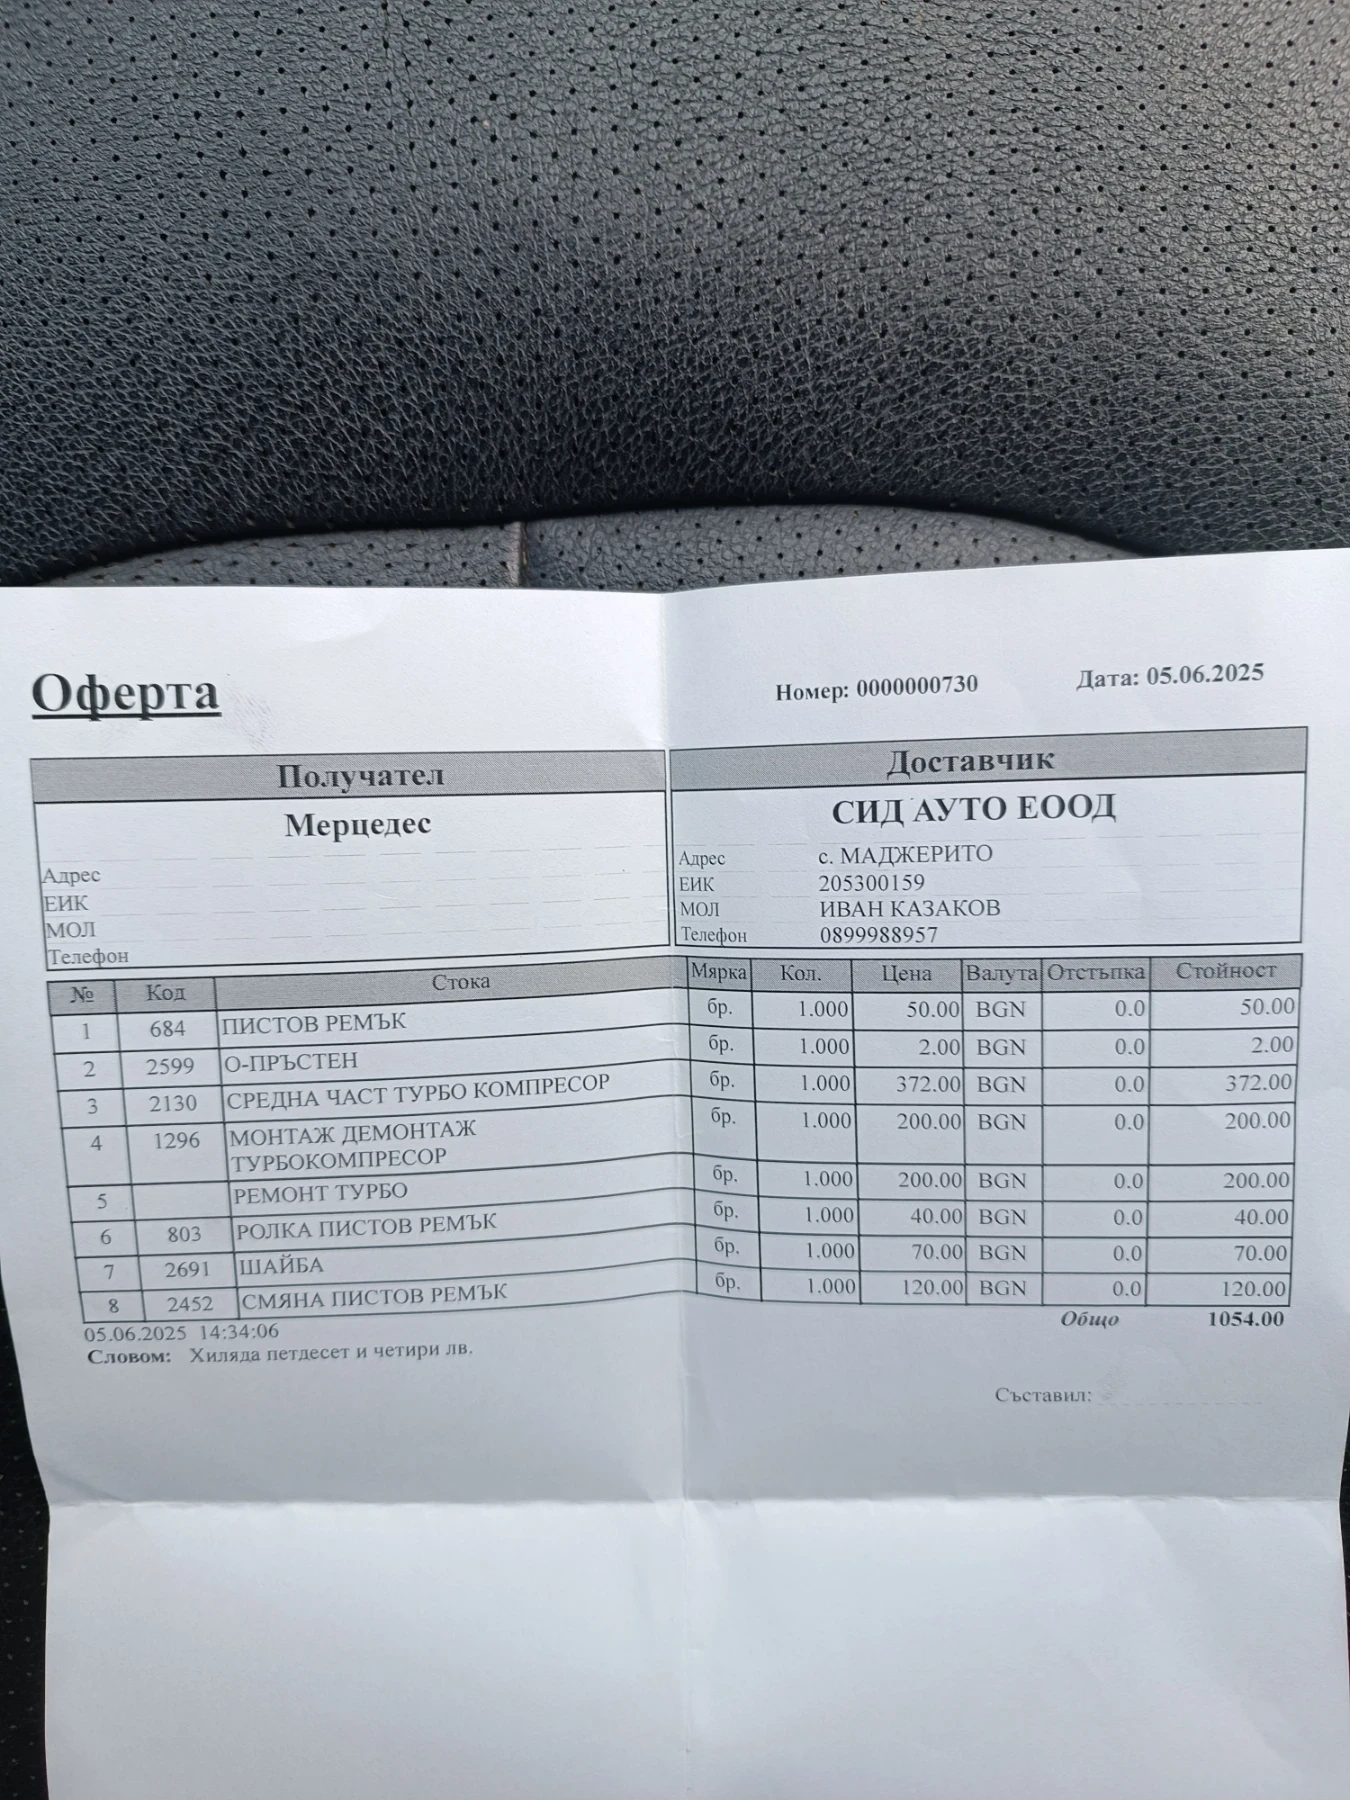 Оферта
Номер: 0000000730 Дата: 05.06.2025
Получател
Мерцедес
Адрес
ЕИК
МОЛ
Телефон
Доставчик
СИД АУТО ЕООД
Адрес с. МАДЖЕРИТО
ЕИК 205300159
МОЛ ИВАН КАЗАКОВ
Телефон 0899988957
№ Код Стока Мярка Кол. Цена Валута Отстъпка Стойност
1 684 ПИСТОВ РЕМЪК бр. 1.000 50.00 BGN 0.0 50.00
2 2599 О-ПРЪСТЕН бр. 1.000 2.00 BGN 0.0 2.00
3 2130 СРЕДНА ЧАСТ ТУРБО КОМПРЕСОР бр. 1.000 372.00 BGN 0.0 372.00
4 1296 МОНТАЖ ДЕМОНТАЖ бр. 1.000 200.00 BGN 0.0 200.00
ТУРБОКОМПРЕСОР
5 РЕМОНТ ТУРБО бр. 1.000 200.00 BGN 0.0 200.00
6 803 РОЛКА ПИСТОВ РЕМЪК бр. 1.000 40.00 BGN 0.0 40.00
7 2691 ШАЙБА бр. 1.000 70.00 BGN 0.0 70.00
8 2452 СМЯНА ПИСТОВ РЕМЪК бр. 1.000 120.00 BGN 0.0 120.00
05.06.2025 14:34:06 Общо 1054.00
Словом: Хиляда петдесет и четири лв.
Съставил: